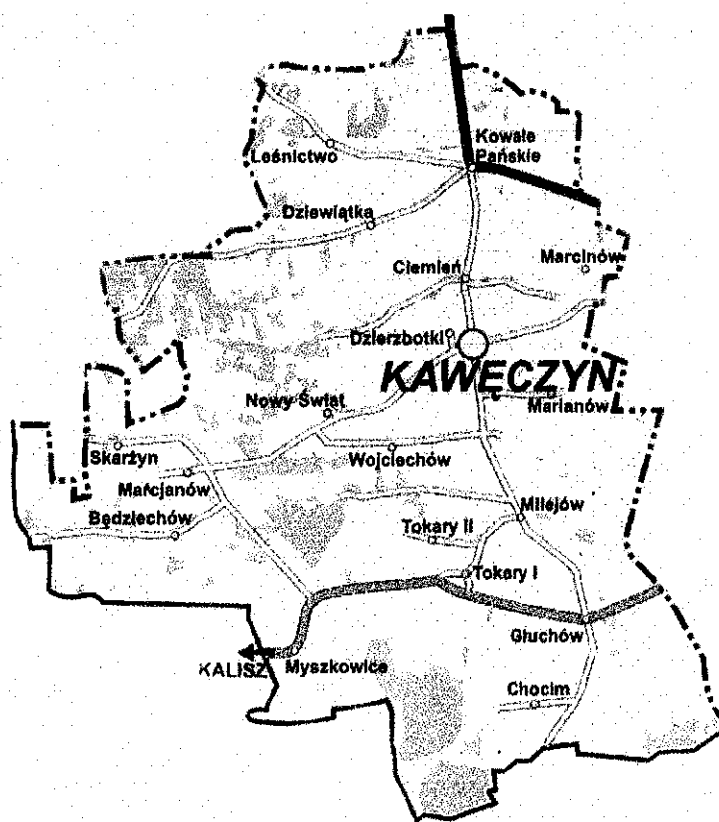 Kowale
Pańskie
Leśnictwo
Dziewiątka
Ciemień
Marcinów
Dzierzbotki
KAWĘCZYN
Nowy Świat
Marianów
Skarżyn
Wojciechów
Marcjanów
Będziechów
Milejów
Tokary II
Tokary I
Głuchów
KALISZ
Myszkowice
Chocim